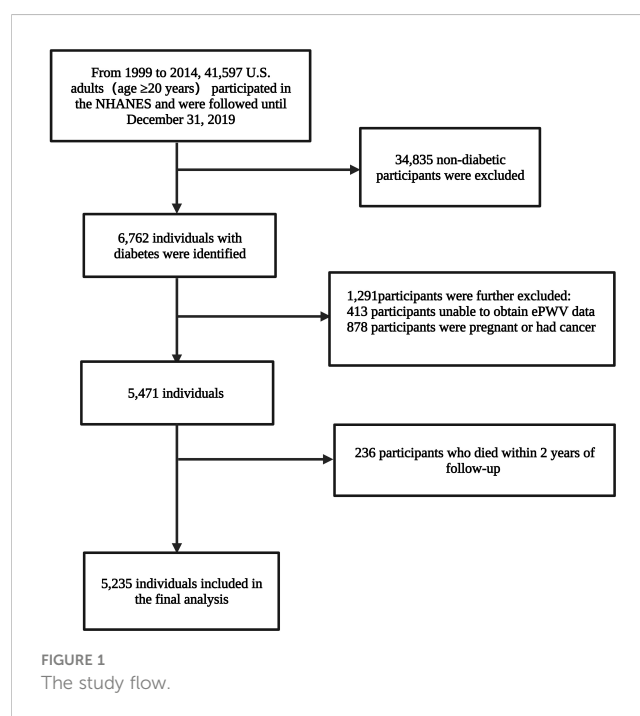 From 1999 to 2014, 41,597 U.S.
adults（age ≥20 years） participated in
the NHANES and were followed until
December 31, 2019
34,835 non-diabetic
participants were excluded
6,762 individuals with
diabetes were identified
1,291participants were further excluded:
413 participants unable to obtain ePWV data
878 participants were pregnant or had cancer
5,471 individuals
236 participants who died within 2 years of
follow-up
5,235 individuals included in
the final analysis
FIGURE 1
The study flow.